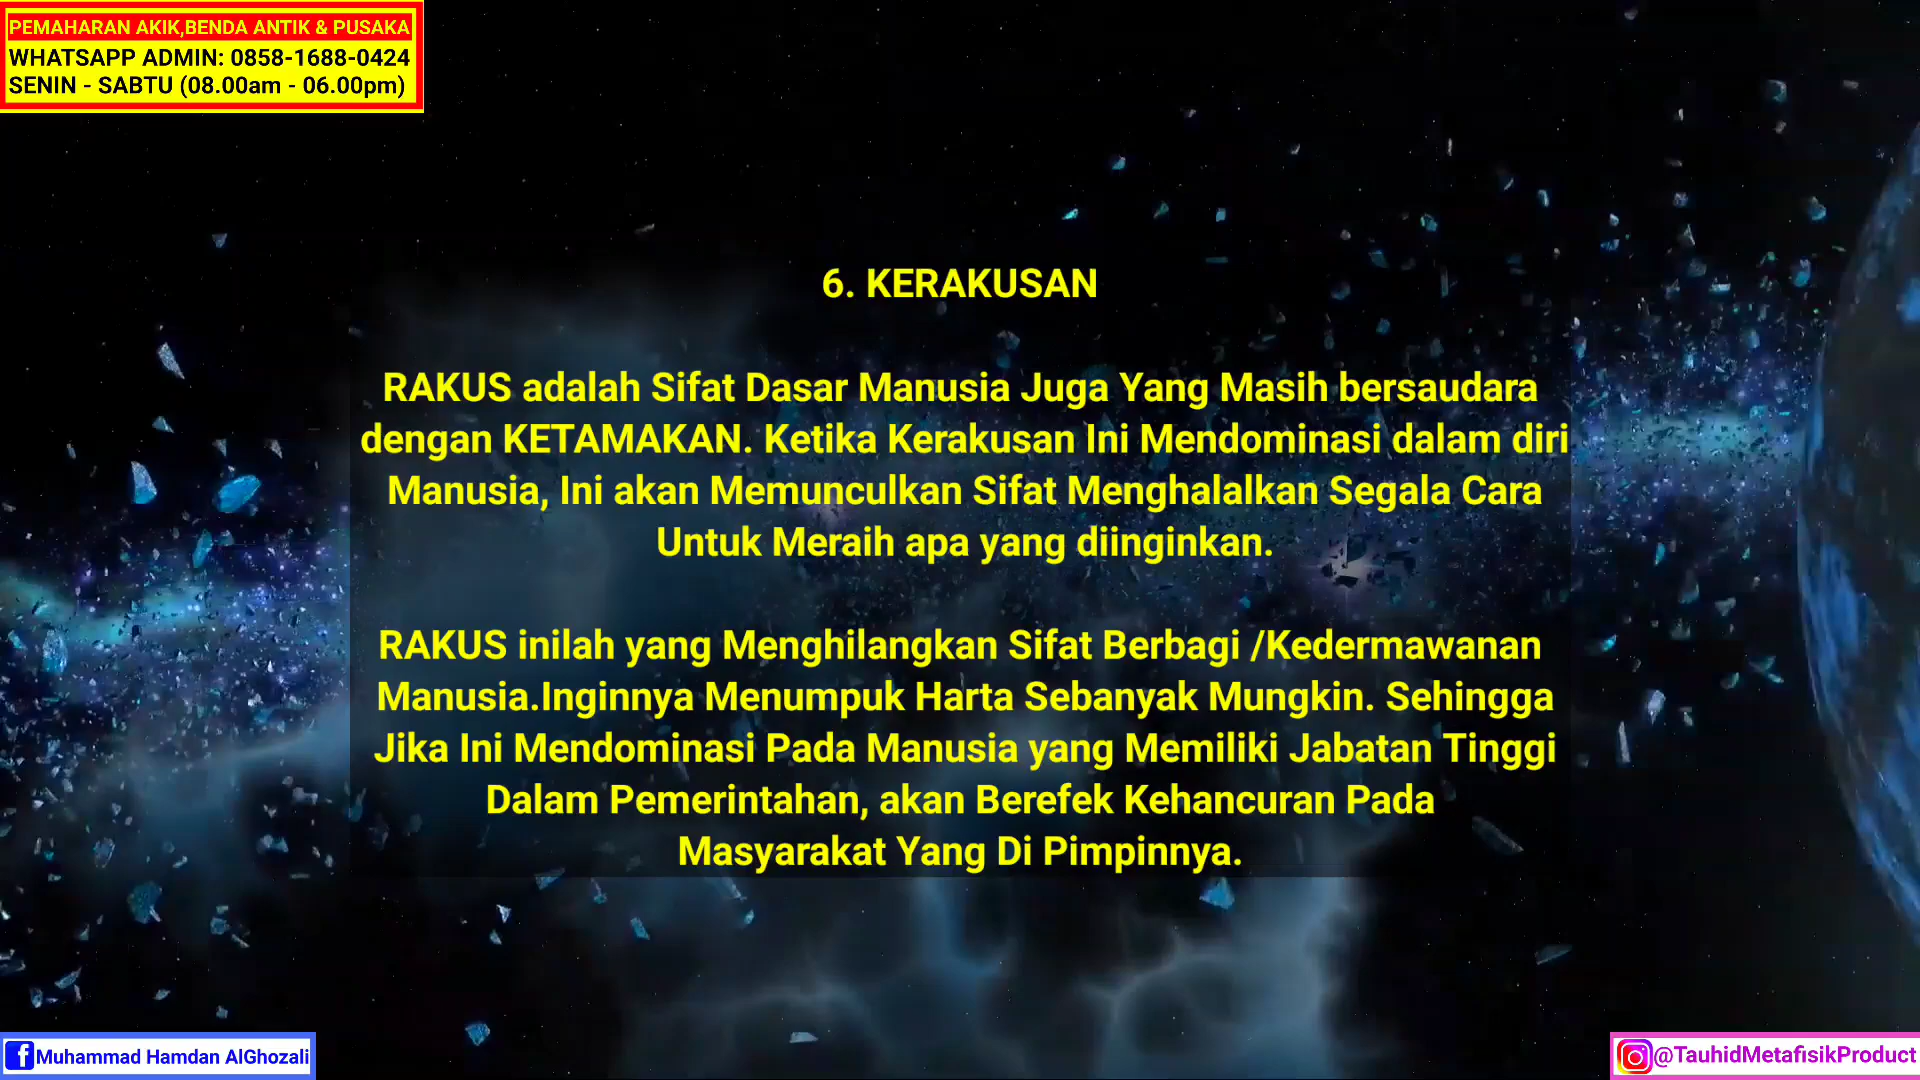 PEMAHARAN AKIK,BENDA ANTIK & PUSAKA
WHATSAPP ADMIN: 0858-1688-0424
SENIN - SABTU (08.00am - 06.00pm)
6. KERAKUSAN
RAKUS adalah Sifat Dasar Manusia Juga Yang Masih bersaudara
dengan KETAMAKAN. Ketika Kerakusan Ini Mendominasi dalam diri
Manusia, Ini akan Memunculkan Sifat Menghalalkan Segala Cara
Untuk Meraih apa yang diinginkan.
RAKUS inilah yang Menghilangkan Sifat Berbagi /Kedermawanan
Manusia.Inginnya Menumpuk Harta Sebanyak Mungkin. Sehingga
Jika Ini Mendominasi Pada Manusia yang Memiliki Jabatan Tinggi
Dalam Pemerintahan, akan Berefek Kehancuran Pada
Masyarakat Yang Di Pimpinnya.
Muhammad Hamdan AlGhozali
@TauhidMetafisikProduct